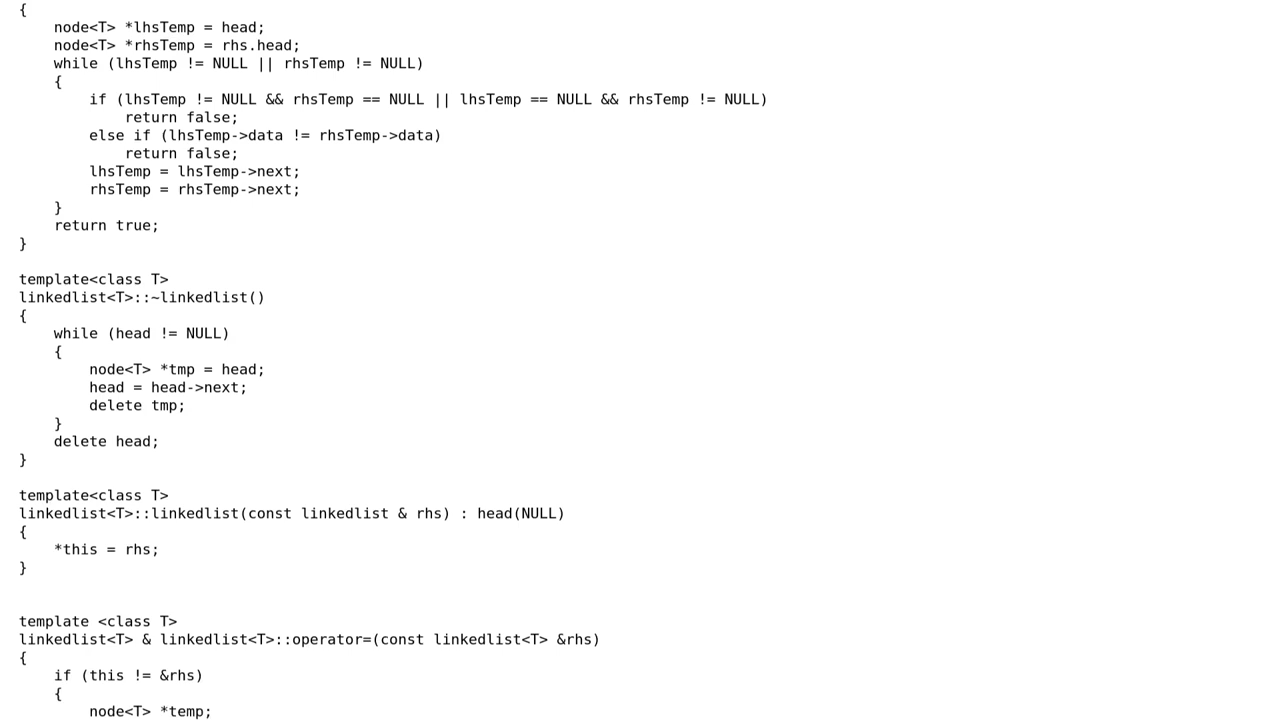 {
    node<T> *lhsTemp = head;
    node<T> *rhsTemp = rhs.head;
    while (lhsTemp != NULL || rhsTemp != NULL)
    {
        if (lhsTemp != NULL && rhsTemp == NULL || lhsTemp == NULL && rhsTemp != NULL)
            return false;
        else if (lhsTemp->data != rhsTemp->data)
            return false;
        lhsTemp = lhsTemp->next;
        rhsTemp = rhsTemp->next;
    }
    return true;
}

template<class T>
linkedlist<T>::~linkedlist()
{
    while (head != NULL)
    {
        node<T> *tmp = head;
        head = head->next;
        delete tmp;
    }
    delete head;
}

template<class T>
linkedlist<T>::linkedlist(const linkedlist & rhs) : head(NULL)
{
    *this = rhs;
}


template <class T>
linkedlist<T> & linkedlist<T>::operator=(const linkedlist<T> &rhs)
{
    if (this != &rhs)
    {
        node<T> *temp;